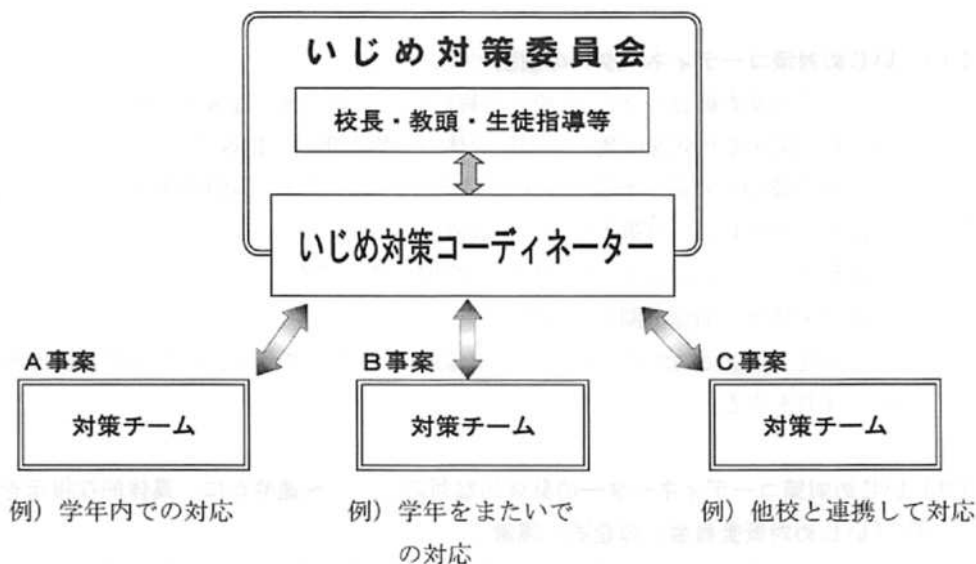 いじめ対策委員会
校長・教頭・生徒指導等
いじめ対策コーディネーター
A事案
B事案
C事案
対策チーム
対策チーム
対策チーム
例）学年内での対応
例）学年をまたいで
の対応
例）他校と連携して対応